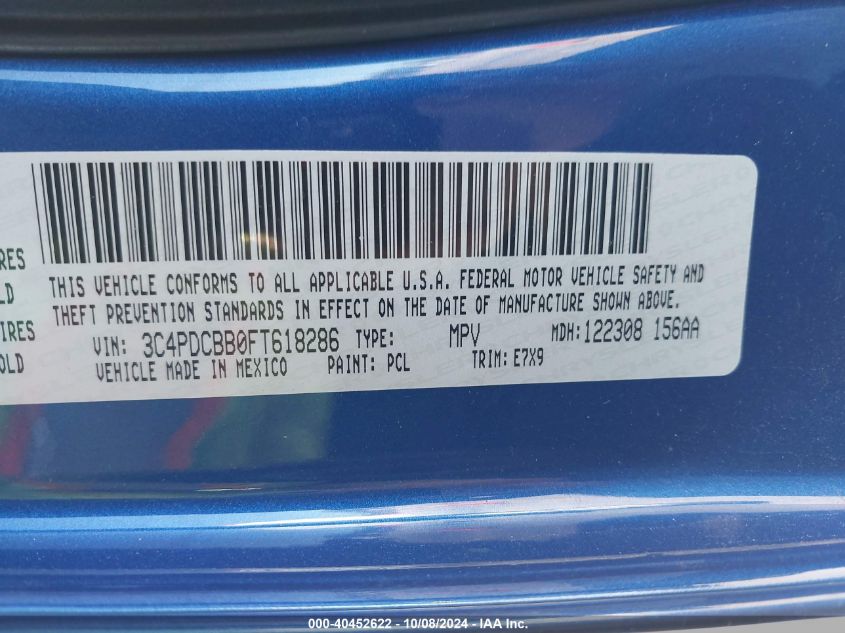 THIS VEHICLE CONFORMS TO ALL APPLICABLE U.S.A. FEDERAL MOTOR VEHICLE SAFETY AND
IRES
LD
THEFT PREVENTION STANDARDS IN EFFECT ON THE DATE OF MANUFACTURE SHOWN ABOVE.
IRES
VIN: 3C4PDCBB0FT618286 TYPE: MPV MDH:122308 156AA
OLD
VEHICLE MADE IN MEXICO PAINT: PCL TRIM: E7X9
000-40452622 - 10/08/2024 - IAA Inc.